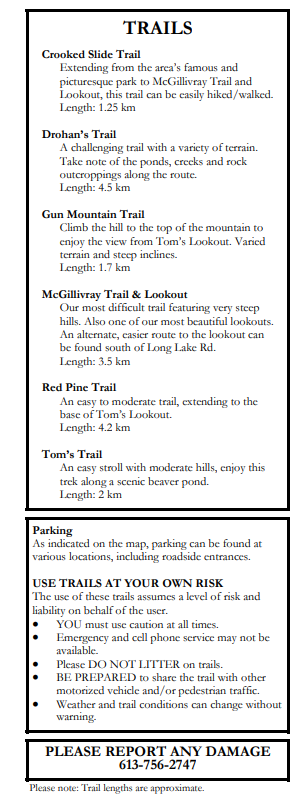 TRAILS
Crooked Slide Trail
Extending from the area's famous and
picturesque park to McGillivray Trail and
Lookout, this trail can be easily hiked/walked.
Length: 1.25 km
Drohan's Trail
A challenging trail with a variety of terrain.
Take note of the ponds, creeks and rock
outcroppings along the route.
Length: 4.5 km
Gun Mountain Trail
Climb the hill to the top of the mountain to
enjoy the view from Tom's Lookout. Varied
terrain and steep inclines.
Length: 1.7 km
McGillivray Trail & Lookout
Our most difficult trail featuring very steep
hills. Also one of our most beautiful lookouts.
An alternate, easier route to the lookout can
be found south of Long Lake Rd.
Length: 3.5 km
Red Pine Trail
An easy to moderate trail, extending to the
base of Tom's Lookout.
Length: 4.2 km
Tom's Trail
An easy stroll with moderate hills, enjoy this
trek along a scenic beaver pond.
Length: 2 km
Parking
As indicated on the map, parking can be found at
various locations, including roadside entrances.
USE TRAILS AT YOUR OWN RISK
The use of these trails assumes a level of risk and
liability on behalf of the user.
● YOU must use caution at all times.
● Emergency and cell phone service may not be
available.
● Please DO NOT LITTER on trails.
● BE PREPARED to share the trail with other
motorized vehicle and/or pedestrian traffic.
● Weather and trail conditions can change without
warning.
PLEASE REPORT ANY DAMAGE
613-756-2747
Please note: Trail lengths are approximate.